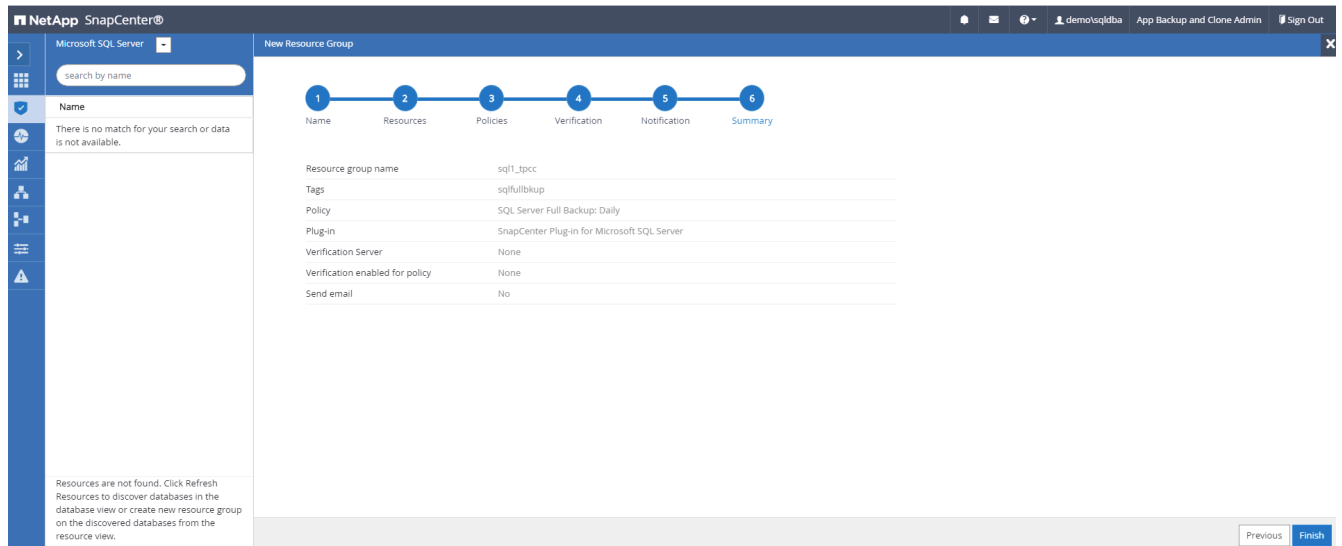 NetApp SnapCenter®
demo\sqldba App Backup and Clone Admin Sign Out
Microsoft SQL Server
search by name
Name
There is no match for your search or data
is not available.
Resources are not found. Click Refresh
Resources to discover databases in the
database view or create new resource group
on the discovered databases from the
resource view.
New Resource Group
1 2 3 4 5 6
Name Resources Policies Verification Notification Summary
Resource group name sql1_tpcc
Tags sqlfullbkup
Policy SQL Server Full Backup: Daily
Plug-in SnapCenter Plug-in for Microsoft SQL Server
Verification Server None
Verification enabled for policy None
Send email No
Previous Finish